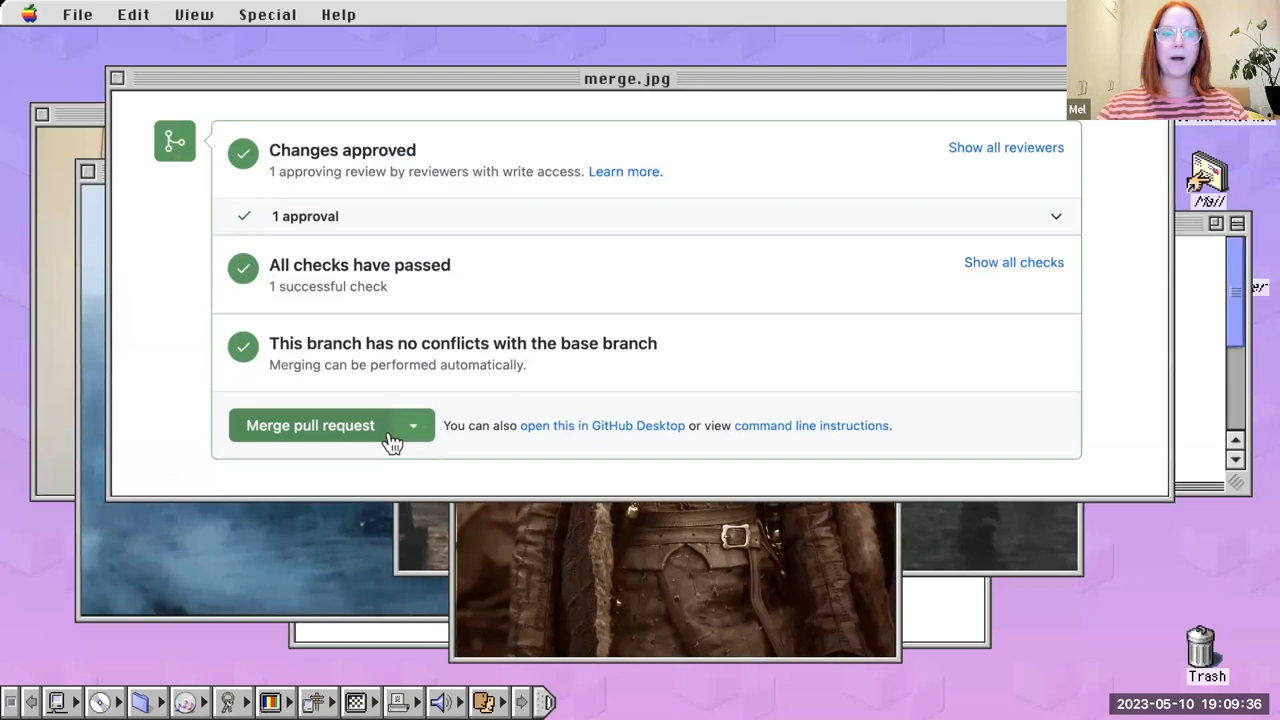 File Edit View Special Help
merge.jpg
Mel
Changes approved
Show all reviewers
1 approving review by reviewers with write access. Learn more.
Mail
1 approval
All checks have passed
Show all checks
1 successful check
This branch has no conflicts with the base branch
Merging can be performed automatically.
Merge pull request
You can also open this in GitHub Desktop or view command line instructions.
Trash
2023-05-10 19:09:36